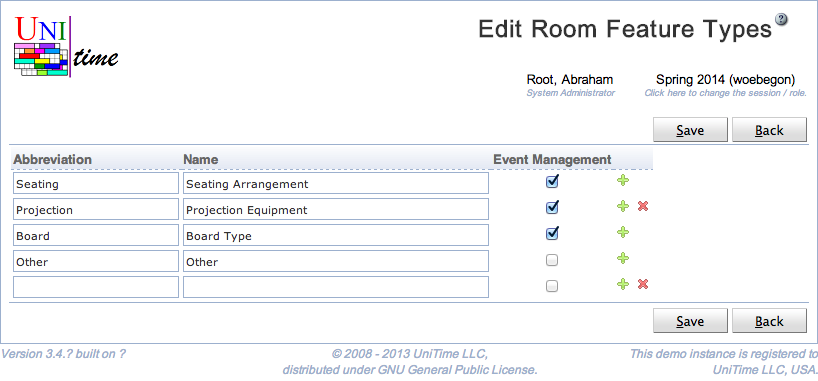 UNI
time
Edit Room Feature Types ?
Root, Abraham
System Administrator
Spring 2014 (woebegon)
Click here to change the session / role.
Save Back
Abbreviation Name Event Management
Seating Seating Arrangement
Projection Projection Equipment
Board Board Type
Other Other
Save Back
Version 3.4.? built on ?
© 2008 - 2013 UniTime LLC,
distributed under GNU General Public License.
This demo instance is registered to
UniTime LLC, USA.